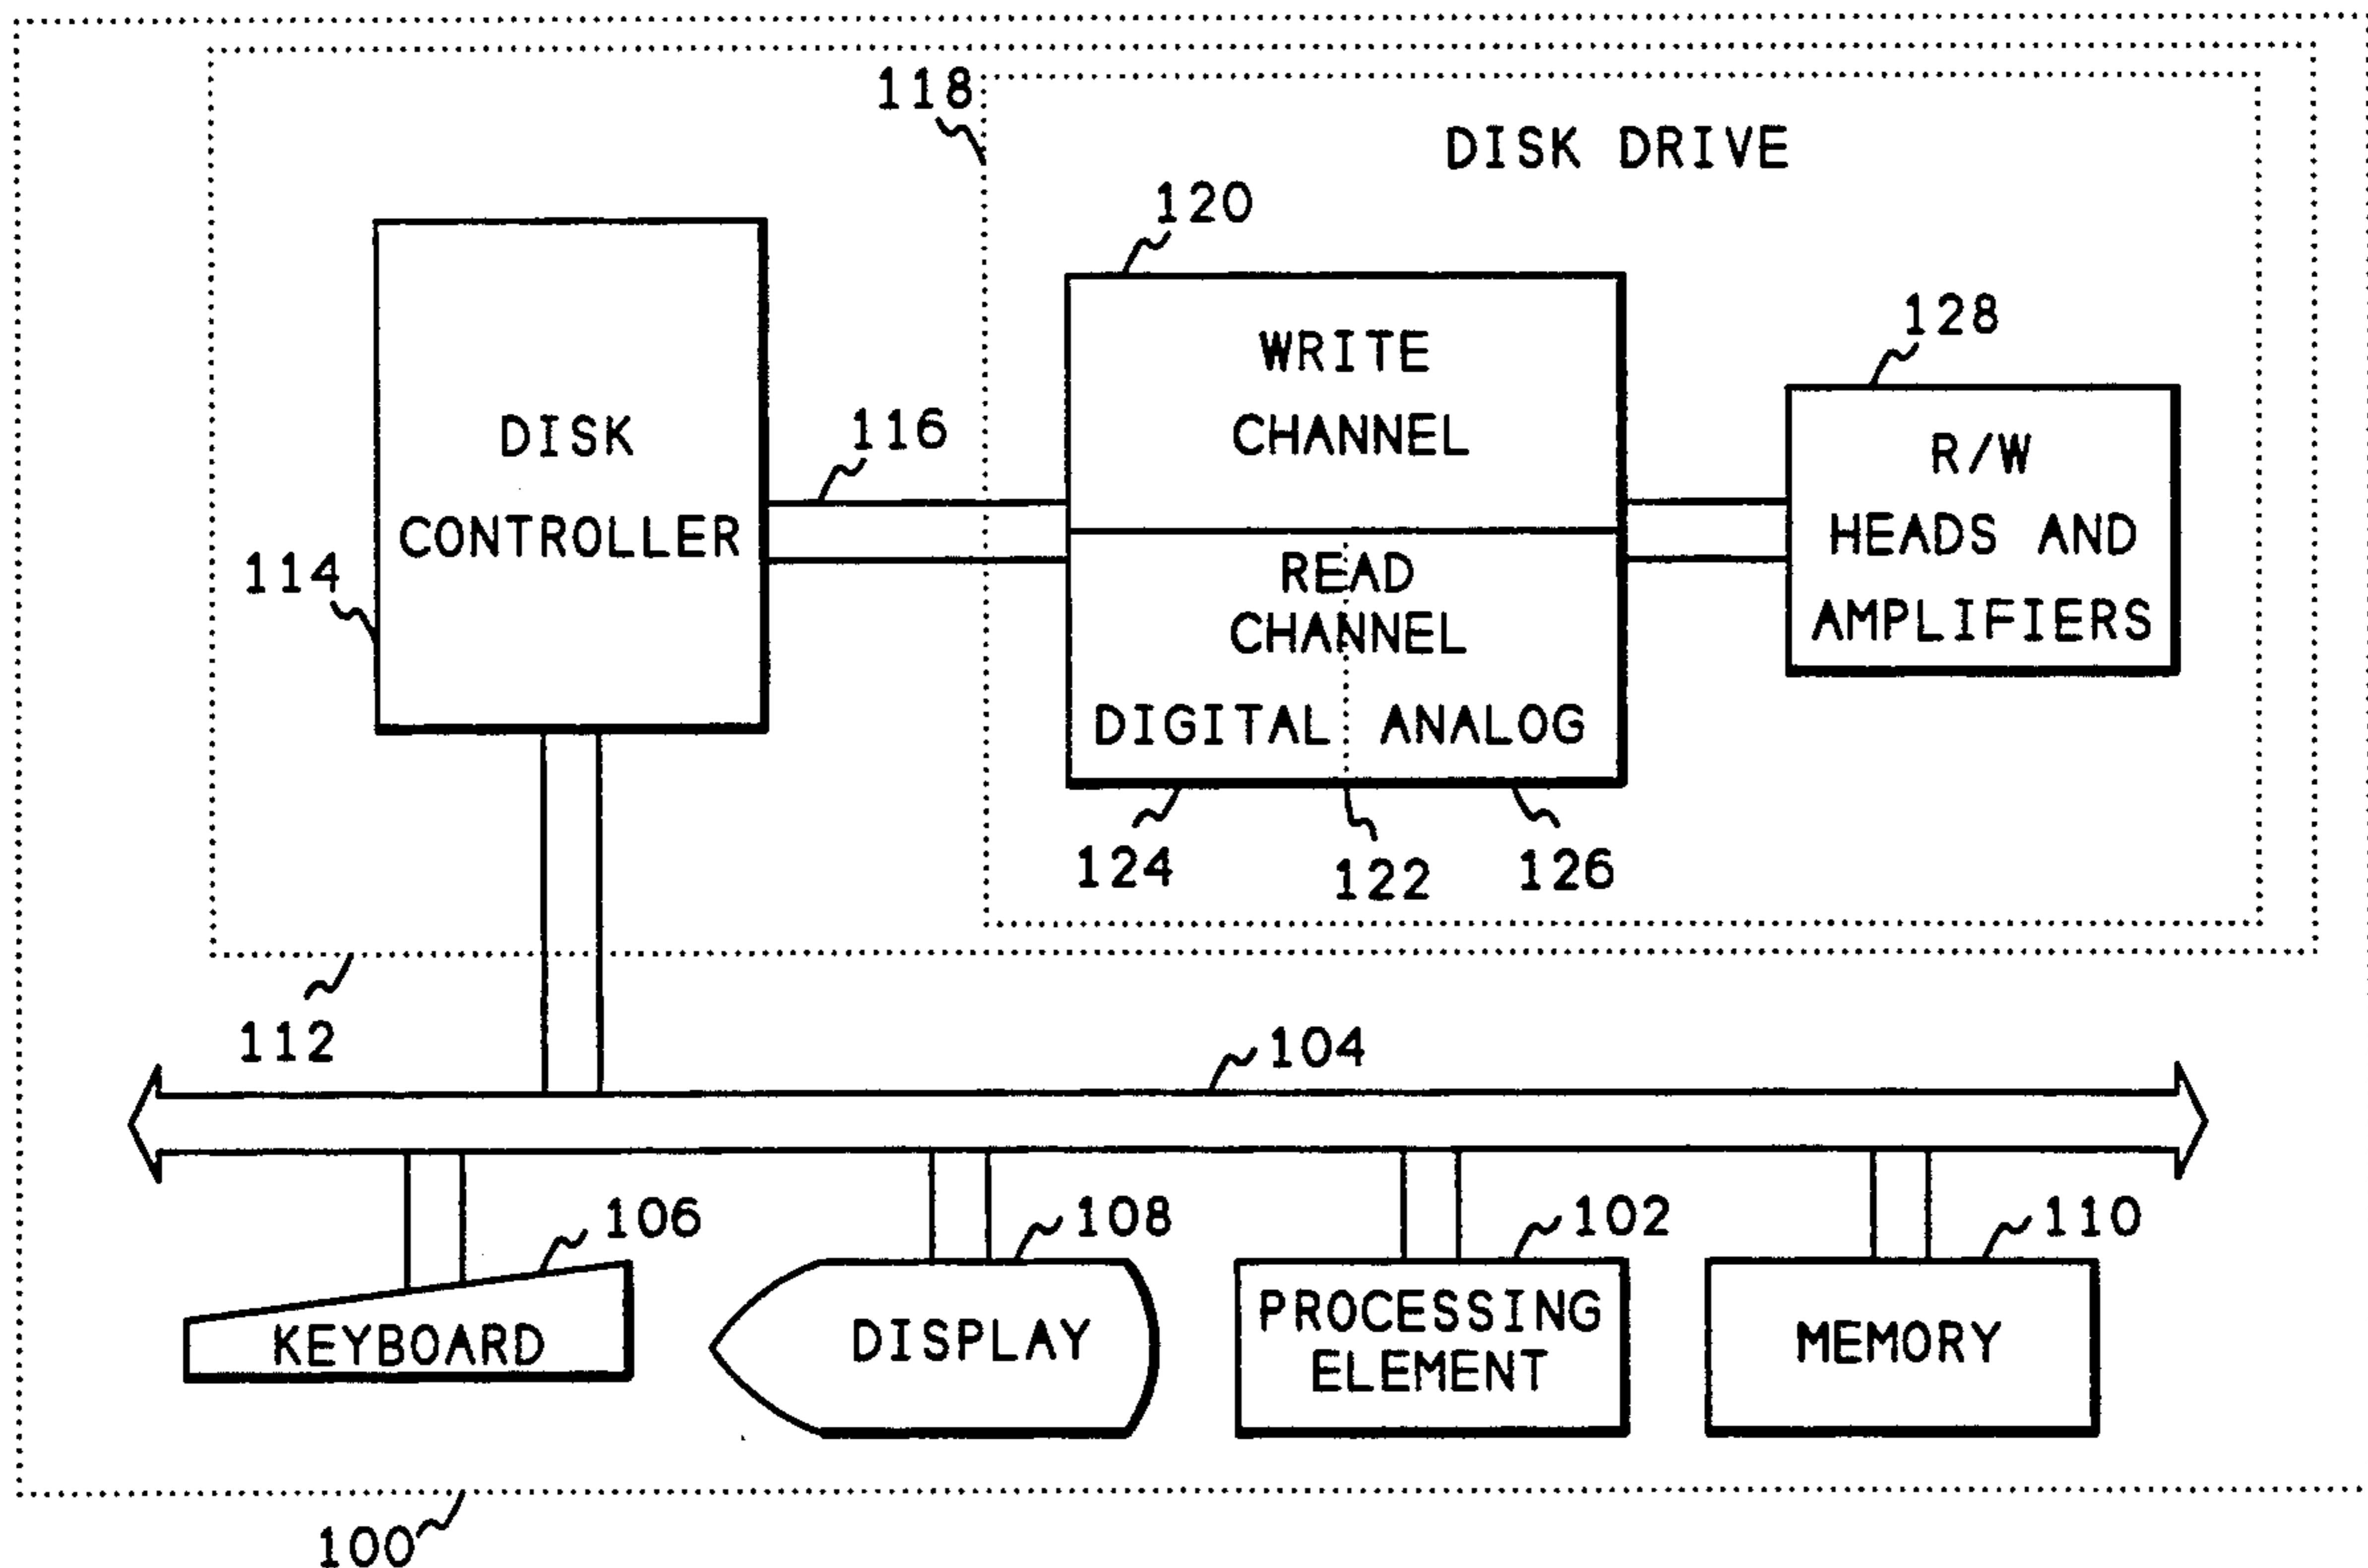 118
DISK DRIVE
120
128
WRITE
CHANNEL
DISK
CONTROLLER
116
R/W
HEADS AND
AMPLIFIERS
114
READ
CHANNEL
DIGITAL ANALOG
124
122
126
112
104
106
108
102
110
KEYBOARD
DISPLAY
PROCESSING
ELEMENT
MEMORY
100